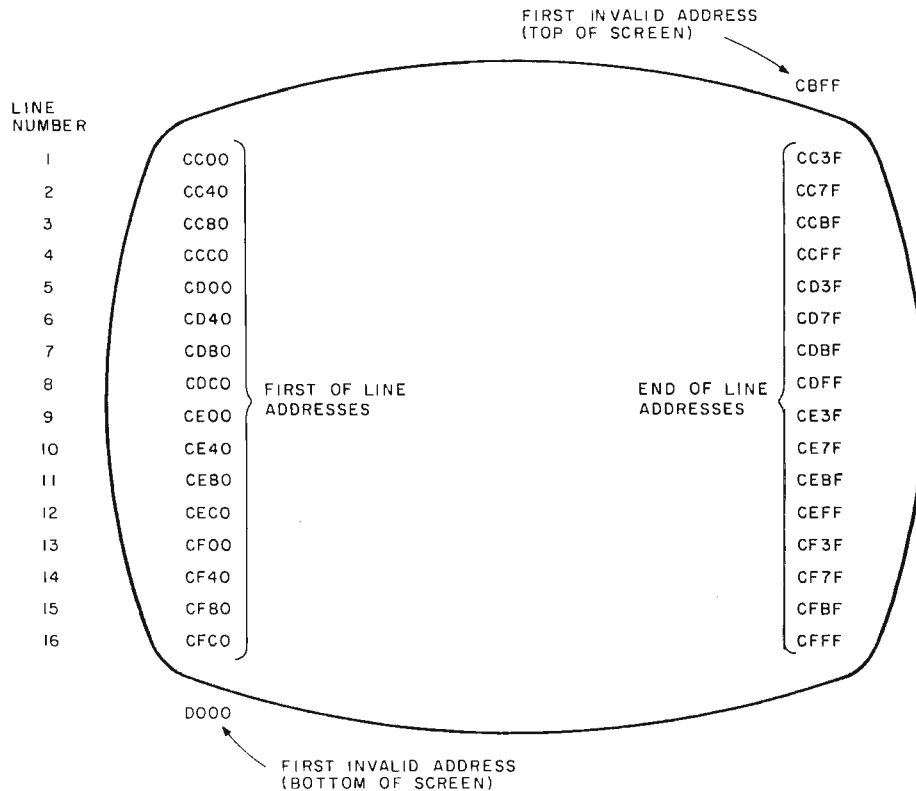 FIRST INVALID ADDRESS
(TOP OF SCREEN)
CBFF
LINE
NUMBER
1 CC00 CC3F
2 CC40 CC7F
3 CC80 CCBF
4 CCC0 CCFF
5 CD00 CD3F
6 CD40 CD7F
7 CD80 CDBF
8 CDC0 CDFF
FIRST OF LINE
ADDRESSES
END OF LINE
ADDRESSES
9 CE00 CE3F
10 CE40 CE7F
11 CE80 CEBF
12 CEC0 CEFF
13 CF00 CF3F
14 CF40 CF7F
15 CF80 CFBF
16 CFC0 CFFF
D000
FIRST INVALID ADDRESS
(BOTTOM OF SCREEN)